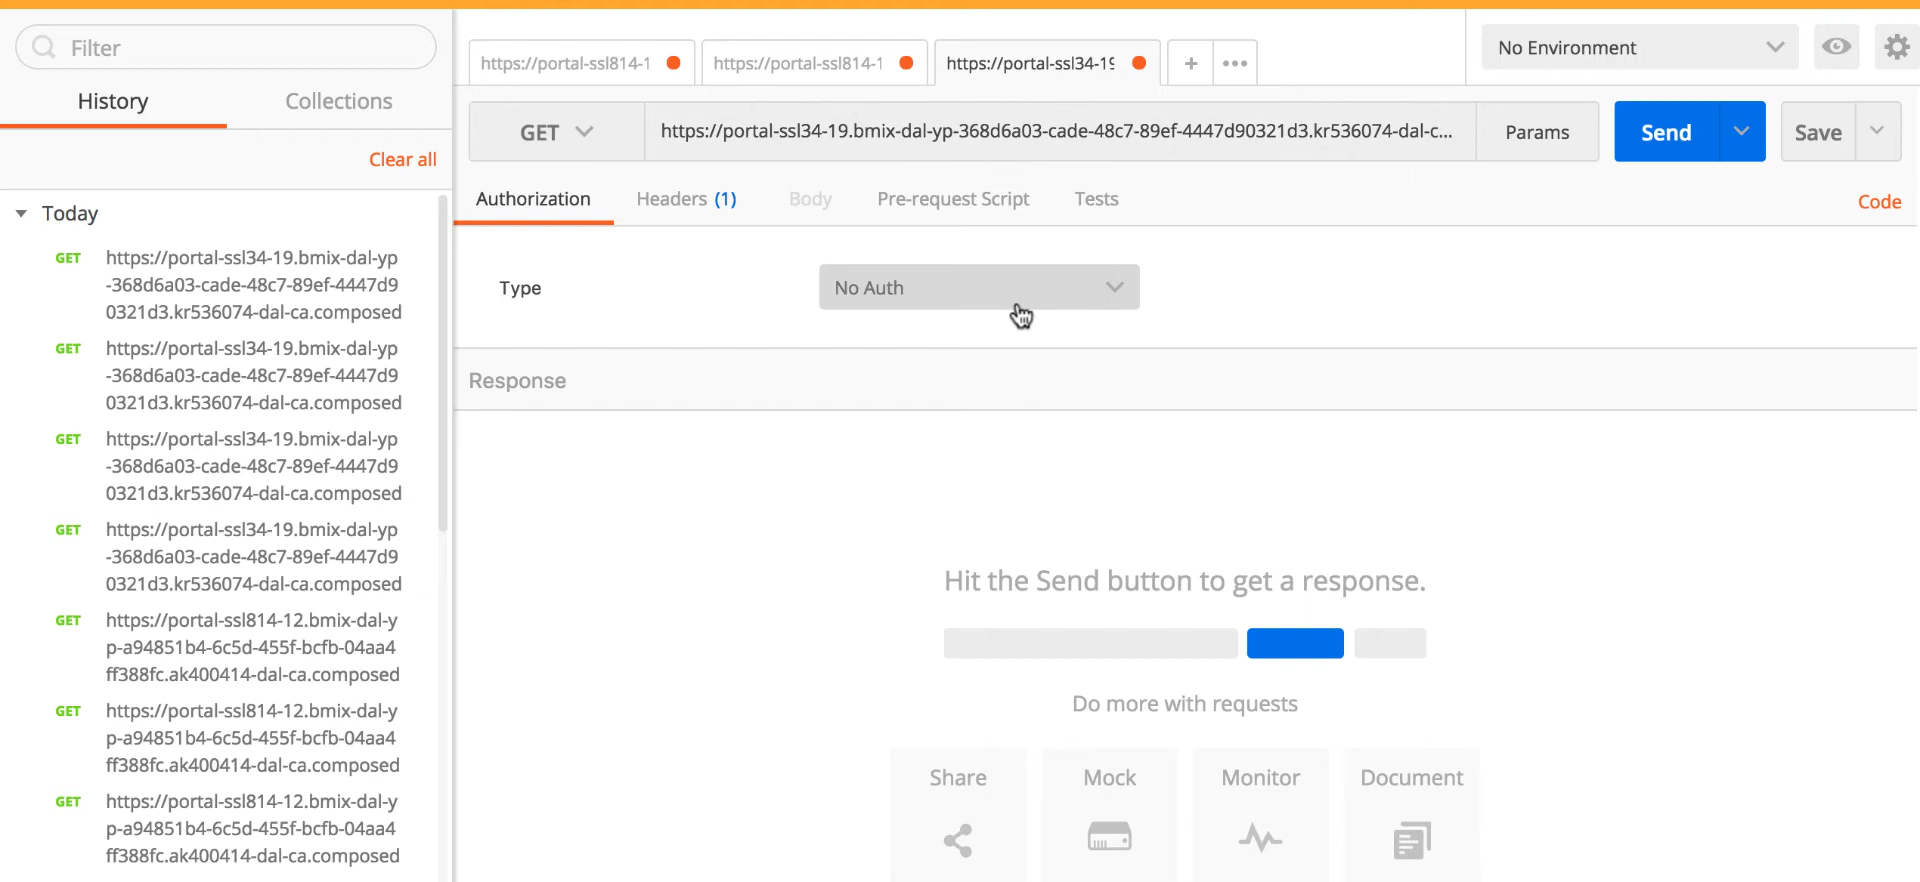 Filter
History
Collections
Clear all
Today
GET
https://portal-ssl34-19.bmix-dal-yp
-368d6a03-cade-48c7-89ef-4447d9
0321d3.kr536074-dal-ca.composed
GET
https://portal-ssl34-19.bmix-dal-yp
-368d6a03-cade-48c7-89ef-4447d9
0321d3.kr536074-dal-ca.composed
GET
https://portal-ssl34-19.bmix-dal-yp
-368d6a03-cade-48c7-89ef-4447d9
0321d3.kr536074-dal-ca.composed
GET
https://portal-ssl34-19.bmix-dal-yp
-368d6a03-cade-48c7-89ef-4447d9
0321d3.kr536074-dal-ca.composed
GET
https://portal-ssl814-12.bmix-dal-y
p-a94851b4-6c5d-455f-bcfb-04aa4
ff388fc.ak400414-dal-ca.composed
GET
https://portal-ssl814-12.bmix-dal-y
p-a94851b4-6c5d-455f-bcfb-04aa4
ff388fc.ak400414-dal-ca.composed
GET
https://portal-ssl814-12.bmix-dal-y
p-a94851b4-6c5d-455f-bcfb-04aa4
ff388fc.ak400414-dal-ca.composed
https://portal-ssl814-1
https://portal-ssl814-1
https://portal-ssl34-19
No Environment
GET
https://portal-ssl34-19.bmix-dal-yp-368d6a03-cade-48c7-89ef-4447d90321d3.kr536074-dal-c...
Params
Send
Save
Authorization
Headers (1)
Body
Pre-request Script
Tests
Code
Type
No Auth
Response
Hit the Send button to get a response.
Do more with requests
Share
Mock
Monitor
Document